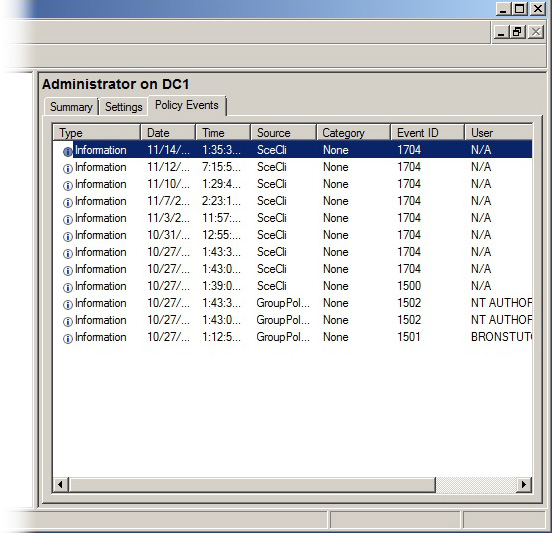 Administrator on DC1
Summary Settings Policy Events
Type Date Time Source Category Event ID User
Information 11/14/... 1:35:3... SceCli None 1704 N/A
Information 11/12/... 7:15:5... SceCli None 1704 N/A
Information 11/10/... 1:29:4... SceCli None 1704 N/A
Information 11/7/2... 2:23:1... SceCli None 1704 N/A
Information 11/3/2... 11:57:... SceCli None 1704 N/A
Information 10/31/... 12:55:... SceCli None 1704 N/A
Information 10/27/... 1:43:3... SceCli None 1704 N/A
Information 10/27/... 1:43:0... SceCli None 1704 N/A
Information 10/27/... 1:39:0... SceCli None 1500 N/A
Information 10/27/... 1:43:3... GroupPol... None 1502 NT AUTHOR
Information 10/27/... 1:43:0... GroupPol... None 1502 NT AUTHOR
Information 10/27/... 1:12:5... GroupPol... None 1501 BRONSTUT